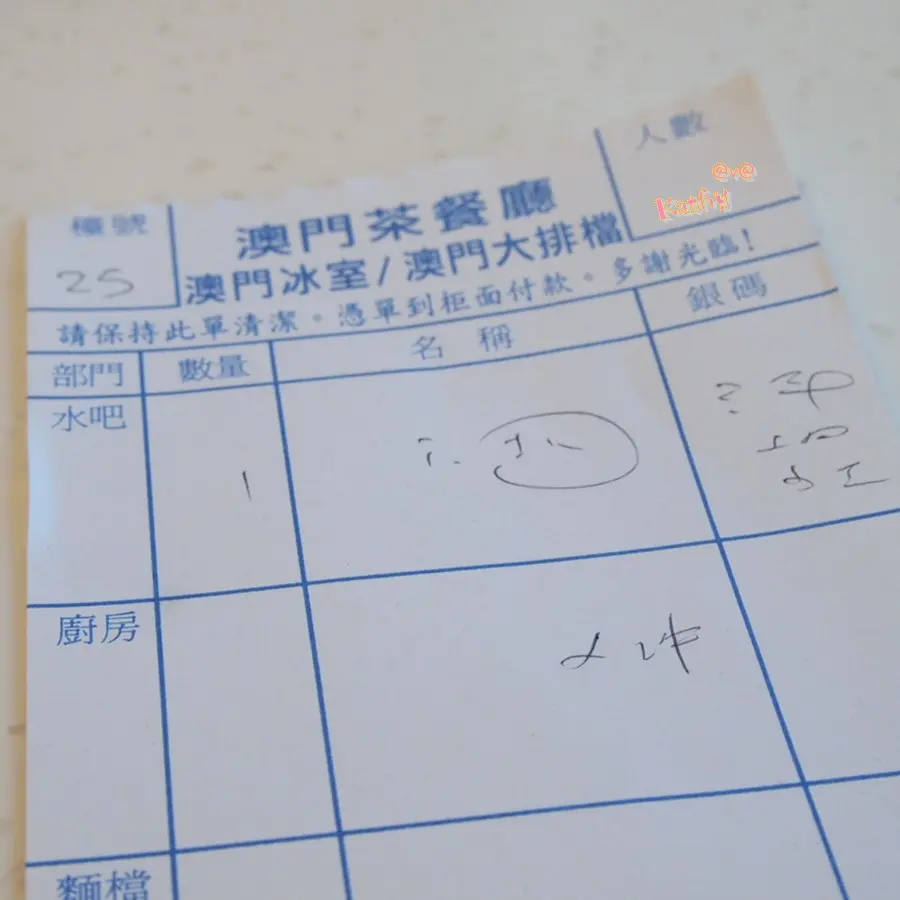 人數
@ve
檯號
澳門茶餐廳
25
澳門冰室/澳門大排檔
請保持此單清潔。憑單到柜面付款。多謝光臨!
部門 數量 名稱 銀碼
水吧
1
廚房
麵檔